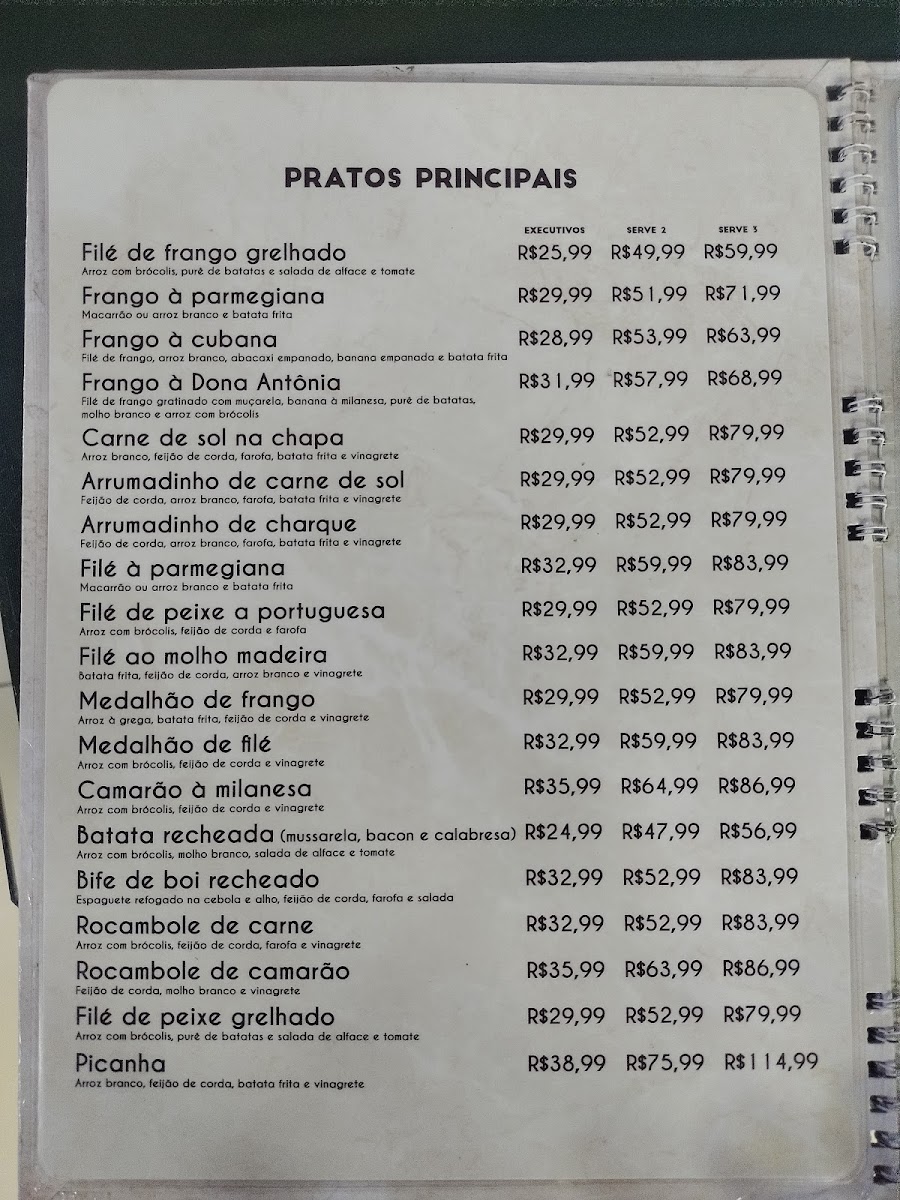 PRATOS PRINCIPAIS
EXECUTIVOS SERVE 2 SERVE 3
Filé de frango grelhado R$25,99 R$49,99 R$59,99
Arroz com brócolis, purê de batatas e salada de alface e tomate
Frango à parmegiana R$29,99 R$51,99 R$71,99
Macarrão ou arroz branco e batata frita
Frango à cubana R$28,99 R$53,99 R$63,99
Filé de frango, arroz branco, abacaxi empanado, banana empanada e batata frita
Frango à Dona Antônia R$31,99 R$57,99 R$68,99
Filé de frango gratinado com muçarela, banana à milanesa, purê de batatas,
molho branco e arroz com brócolis
Carne de sol na chapa R$29,99 R$52,99 R$79,99
Arroz branco, feijão de corda, farofa, batata frita e vinagrete
Arrumadinho de carne de sol R$29,99 R$52,99 R$79,99
Feijão de corda, arroz branco, farofa, batata frita e vinagrete
Arrumadinho de charque R$29,99 R$52,99 R$79,99
Feijão de corda, arroz branco, farofa, batata frita e vinagrete
Filé à parmegiana R$32,99 R$59,99 R$83,99
Macarrão ou arroz branco e batata frita
Filé de peixe a portuguesa R$29,99 R$52,99 R$79,99
Arroz com brócolis, feijão de corda e farofa
Filé ao molho madeira R$32,99 R$59,99 R$83,99
Batata frita, feijão de corda, arroz branco e vinagrete
Medalhão de frango R$29,99 R$52,99 R$79,99
Arroz à grega, batata frita, feijão de corda e vinagrete
Medalhão de filé R$32,99 R$59,99 R$83,99
Arroz com brócolis, feijão de corda e vinagrete
Camarão à milanesa R$35,99 R$64,99 R$86,99
Arroz com brócolis, feijão de corda e vinagrete
Batata recheada (mussarela, bacon e calabresa) R$24,99 R$47,99 R$56,99
Arroz com brócolis, molho branco, salada de alface e tomate
Bife de boi recheado R$32,99 R$52,99 R$83,99
Espaguete refogado na cebola e alho, feijão de corda, farofa e salada
Rocambole de carne R$32,99 R$52,99 R$83,99
Arroz com brócolis, feijão de corda, farofa e vinagrete
Rocambole de camarão R$35,99 R$63,99 R$86,99
Feijão de corda, molho branco e vinagrete
Filé de peixe grelhado R$29,99 R$52,99 R$79,99
Arroz com brócolis, purê de batatas e salada de alface e tomate
Picanha R$38,99 R$75,99 R$114,99
Arroz branco, feijão de corda, batata frita e vinagrete